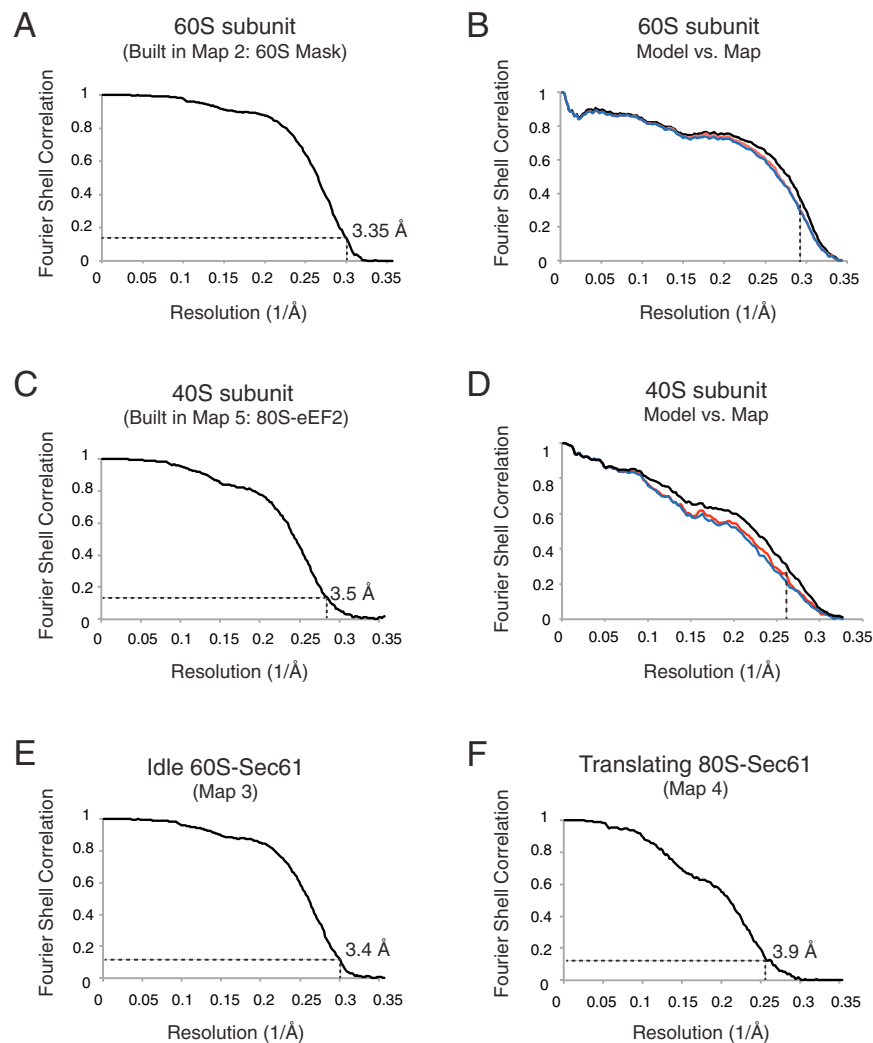 A
60S subunit
(Built in Map 2: 60S Mask)
Fourier Shell Correlation
1
0.8
0.6
0.4
0.2
0
3.35 Å
0 0.05 0.1 0.15 0.2 0.25 0.3 0.35
Resolution (1/Å)
B
60S subunit
Model vs. Map
Fourier Shell Correlation
1
0.8
0.6
0.4
0.2
0
0 0.05 0.1 0.15 0.2 0.25 0.3 0.35
Resolution (1/Å)
C
40S subunit
(Built in Map 5: 80S-eEF2)
Fourier Shell Correlation
1
0.8
0.6
0.4
0.2
0
3.5 Å
0 0.05 0.1 0.15 0.2 0.25 0.3 0.35
Resolution (1/Å)
D
40S subunit
Model vs. Map
Fourier Shell Correlation
1
0.8
0.6
0.4
0.2
0
0 0.05 0.1 0.15 0.2 0.25 0.3 0.35
Resolution (1/Å)
E
Idle 60S-Sec61
(Map 3)
Fourier Shell Correlation
1
0.8
0.6
0.4
0.2
0
3.4 Å
0 0.05 0.1 0.15 0.2 0.25 0.3 0.35
Resolution (1/Å)
F
Translating 80S-Sec61
(Map 4)
Fourier Shell Correlation
1
0.8
0.6
0.4
0.2
0
3.9 Å
0 0.05 0.1 0.15 0.2 0.25 0.3 0.35
Resolution (1/Å)